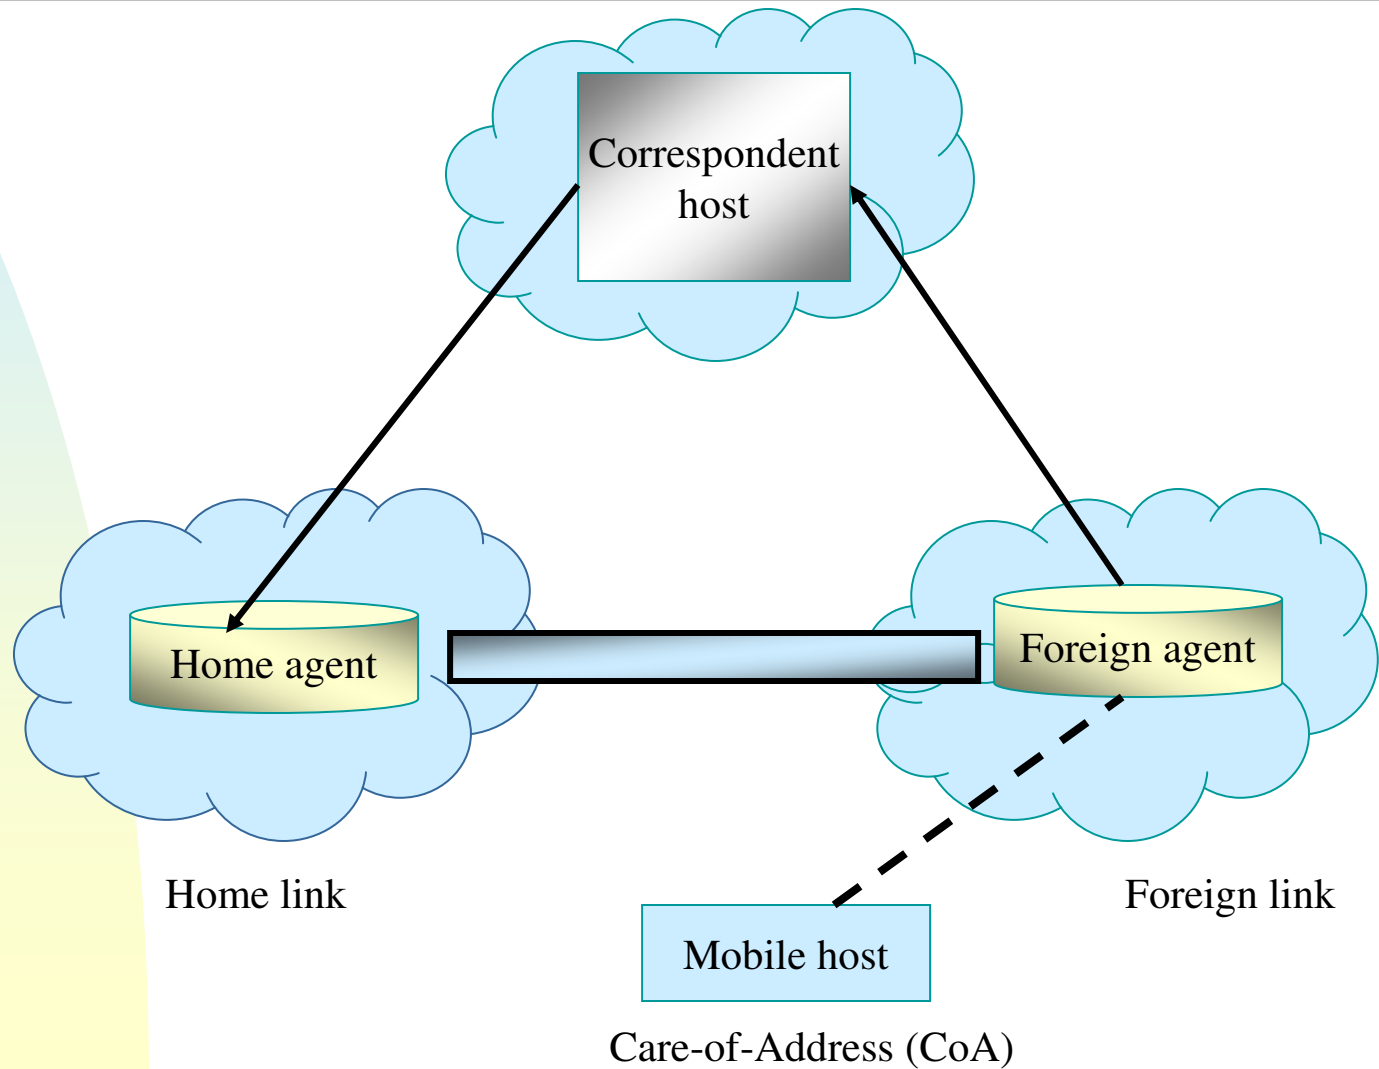 Correspondent
host
Home agent
Foreign agent
Home link
Foreign link
Mobile host
Care-of-Address (CoA)